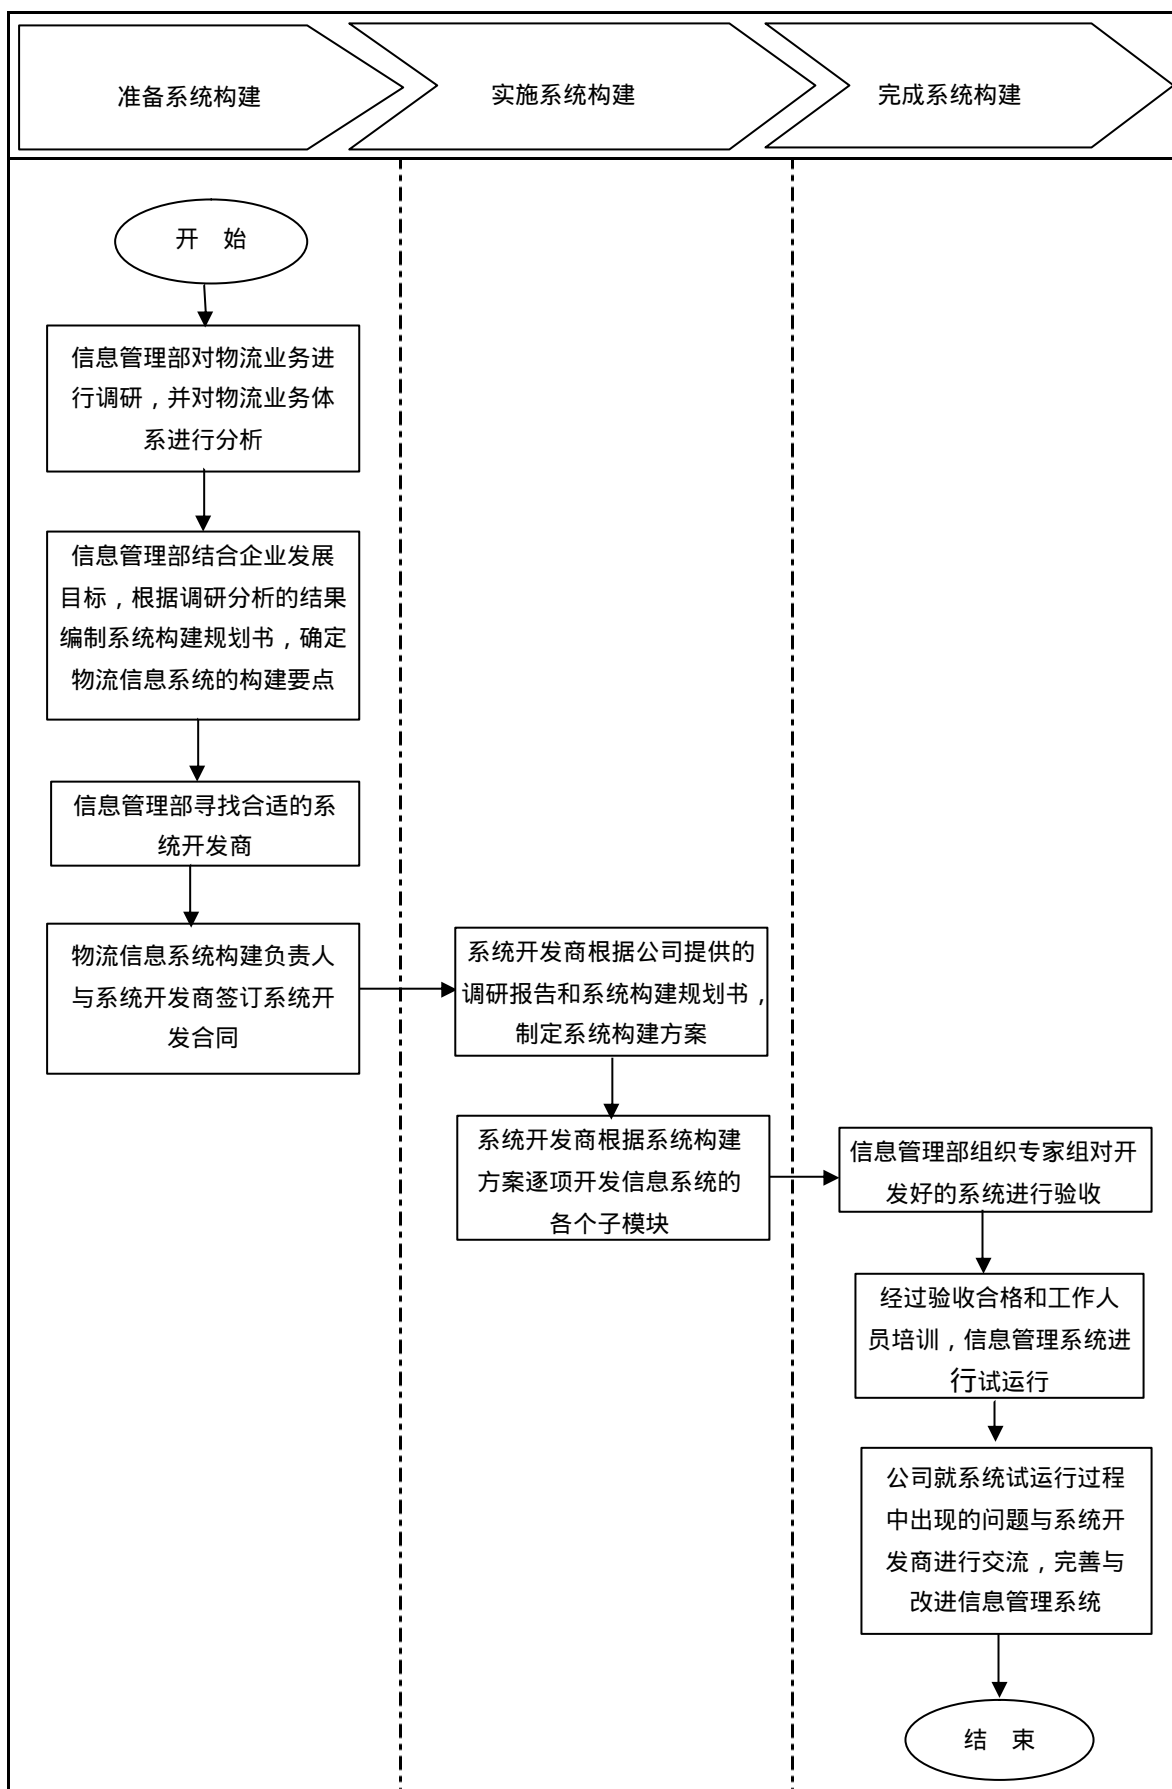 准备系统构建
实施系统构建
完成系统构建
开 始
信息管理部对物流业务进
行调研，并对物流业务体
系进行分析
信息管理部结合企业发展
目标，根据调研分析的结果
编制系统构建规划书，确定
物流信息系统的构建要点
信息管理部寻找合适的系
统开发商
物流信息系统构建负责人
与系统开发商签订系统开
发合同
系统开发商根据公司提供的
调研报告和系统构建规划书，
制定系统构建方案
系统开发商根据系统构建
方案逐项开发信息系统的
各个子模块
信息管理部组织专家组对开
发好的系统进行验收
经过验收合格和工作人
员培训，信息管理系统进
行试运行
公司就系统试运行过程
中出现的问题与系统开
发商进行交流，完善与
改进信息管理系统
结 束